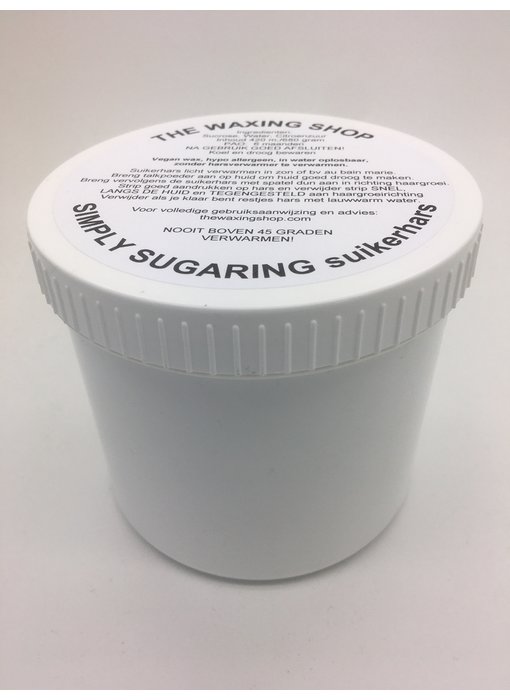 THE WAXING SHOP
Ingredienten:
Sucrose, Water, Citroenzuur
Inhoud 420 m./650 gram
PAO: 6 maanden
NA GEBRUIK GOED AFSLUITEN!
Koel en droog bewaren
Vegan wax, hypo allergeen, in water oplosbaar,
zonder harsverwarmer te verwarmen.
Suikerhars licht verwarmen in zon of bv au bain marie.
Breng talkpoeder aan op huid om huid goed droog te maken.
Breng vervolgens de suikerhars met spatel dun aan in richting haargroei.
Strip goed aandrukken op hars en verwijder strip SNEL,
LANGS DE HUID en TEGENGESTELD aan haargroeirichting
Verwijder als je klaar bent restjes hars met lauwwarm water.
Voor volledige gebruiksaanwijzing en advies:
thewaxingshop.com
NOOIT BOVEN 45 GRADEN
VERWARMEN!
SIMPLY SUGARING suikerhars